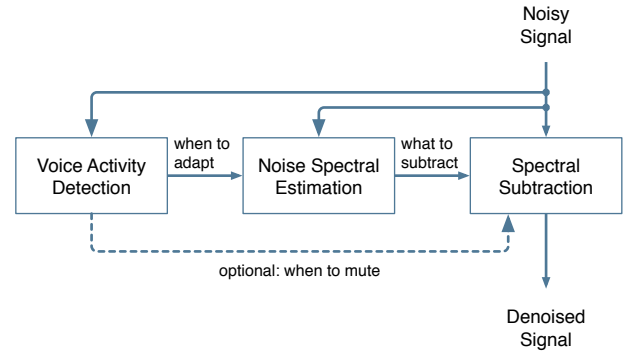 Noisy
Signal
Voice Activity
Detection
when to
adapt
Noise Spectral
Estimation
what to
subtract
Spectral
Subtraction
optional: when to mute
Denoised
Signal